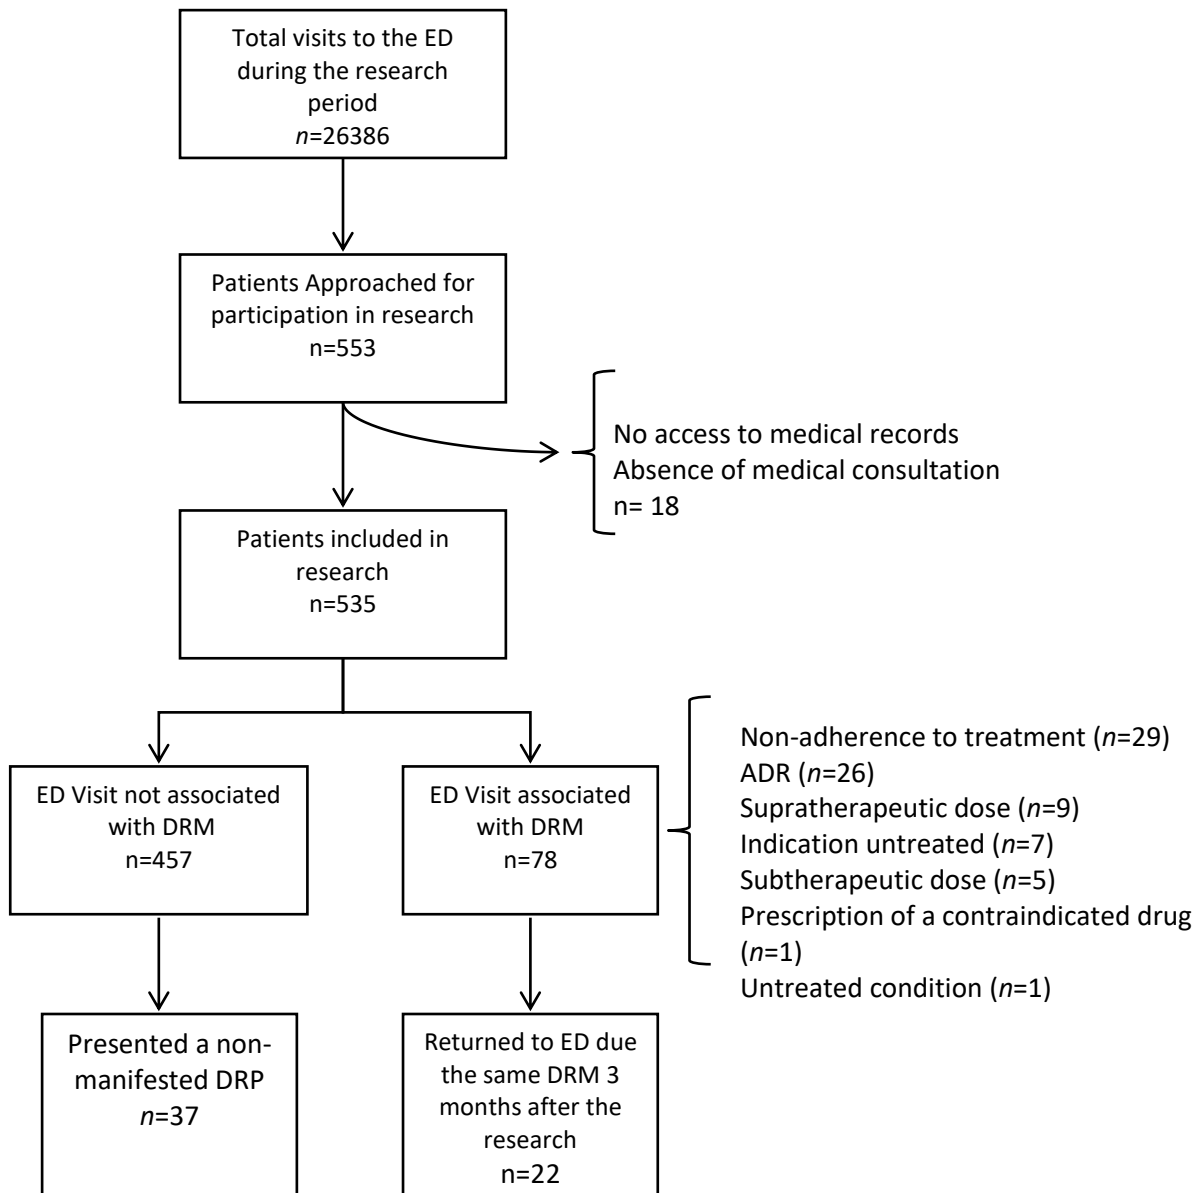 Total visits to the ED
during the research
period
n=26386
Patients Approached for
participation in research
n=553
No access to medical records
Absence of medical consultation
n= 18
Patients included in
research
n=535
ED Visit not associated
with DRM
n=457
ED Visit associated
with DRM
n=78
Non-adherence to treatment (n=29)
ADR (n=26)
Supratherapeutic dose (n=9)
Indication untreated (n=7)
Subtherapeutic dose (n=5)
Prescription of a contraindicated drug
(n=1)
Untreated condition (n=1)
Presented a non-
manifested DRP
n=37
Returned to ED due
the same DRM 3
months after the
research
n=22